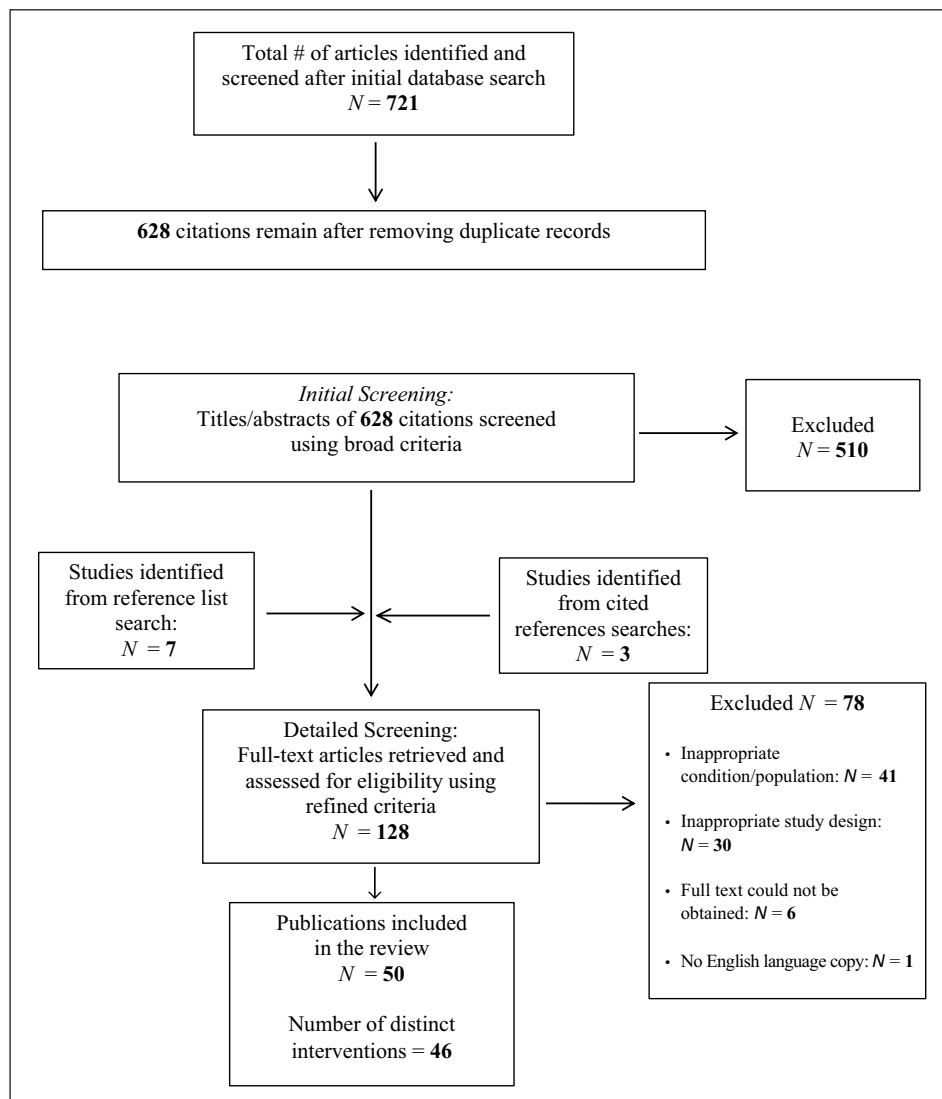 Total # of articles identified and
screened after initial database search
N = 721
628 citations remain after removing duplicate records
Initial Screening:
Titles/abstracts of 628 citations screened
using broad criteria
Excluded
N = 510
Studies identified
from reference list
search:
N = 7
Studies identified
from cited
references searches:
N = 3
Detailed Screening:
Full-text articles retrieved and
assessed for eligibility using
refined criteria
N = 128
Excluded N = 78
• Inappropriate
condition/population: N = 41
• Inappropriate study design:
N = 30
• Full text could not be
obtained: N = 6
• No English language copy: N = 1
Publications included
in the review
N = 50
Number of distinct
interventions = 46